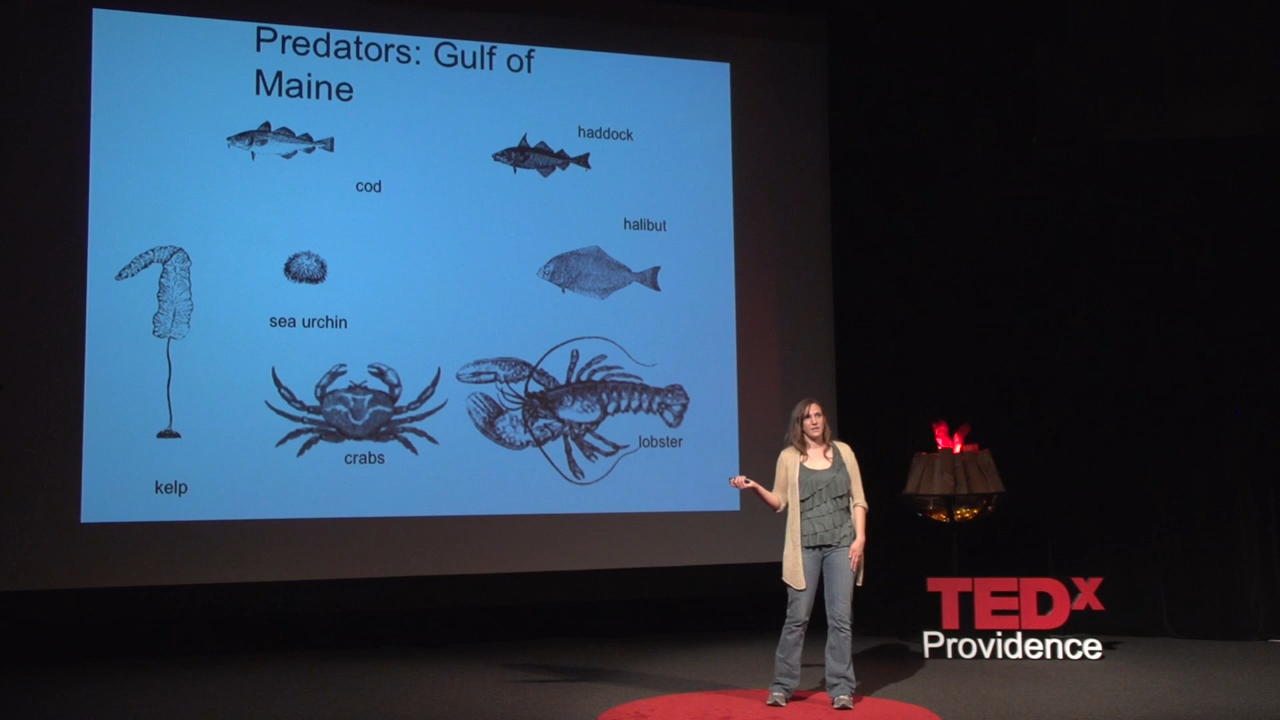 Predators: Gulf of
Maine
haddock
cod
halibut
sea urchin
lobster
crabs
kelp
TEDx
Providence